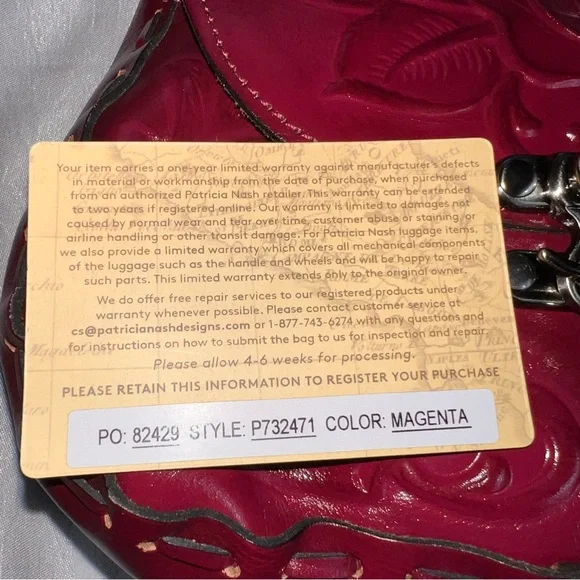 Your item carries a one-year limited warranty against manufacturer's defects
in material or workmanship from the date of purchase, when purchased
from an authorized Patricia Nash retailer. This warranty can be extended
to two years if registered online. Our warranty is limited to damages not
caused by normal wear and tear over time, customer abuse or staining, or
airline handling or other transit damage. For Patricia Nash luggage items,
we also provide a limited warranty which covers all mechanical components
of the luggage such as the handle and wheels and will be happy to repair
such parts. This limited warranty extends only to the original owner.
We do offer free repair services to our registered products under
warranty whenever possible. Please contact customer service at
cs@patricianashdesigns.com or 1-877-743-6274 with any questions and
for instructions on how to submit the bag to us for inspection and repair.
Please allow 4-6 weeks for processing.
PLEASE RETAIN THIS INFORMATION TO REGISTER YOUR PURCHASE
PO: 82429 STYLE: P732471 COLOR: MAGENTA